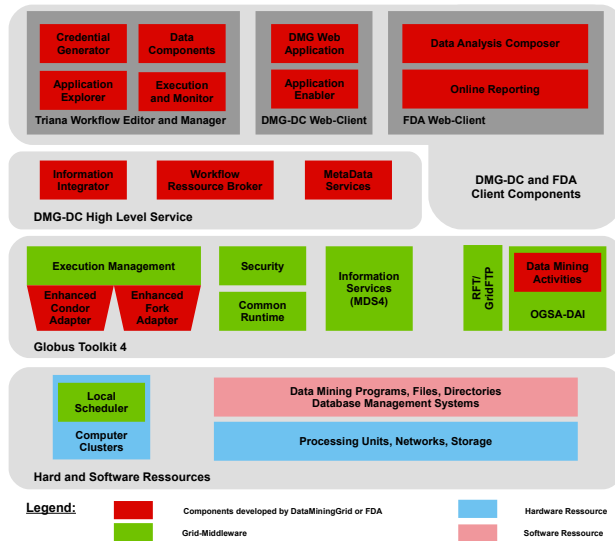 Credential
Generator
Data
Components
Application
Explorer
Execution
and Monitor
Triana Workflow Editor and Manager
DMG Web
Application
Application
Enabler
DMG-DC Web-Client
Data Analysis Composer
Online Reporting
FDA Web-Client
Information
Integrator
Workflow
Ressource Broker
MetaData
Services
DMG-DC High Level Service
DMG-DC and FDA
Client Components
Execution Management
Enhanced
Condor
Adapter
Enhanced
Fork
Adapter
Security
Common
Runtime
Information
Services
(MDS4)
RFT/
GridFTP
Data Mining
Activities
OGSA-DAI
Globus Toolkit 4
Local
Scheduler
Computer
Clusters
Data Mining Programs, Files, Directories
Database Management Systems
Processing Units, Networks, Storage
Hard and Software Ressources
Legend:
Components developed by DataMiningGrid or FDA
Hardware Ressource
Grid-Middleware
Software Ressource